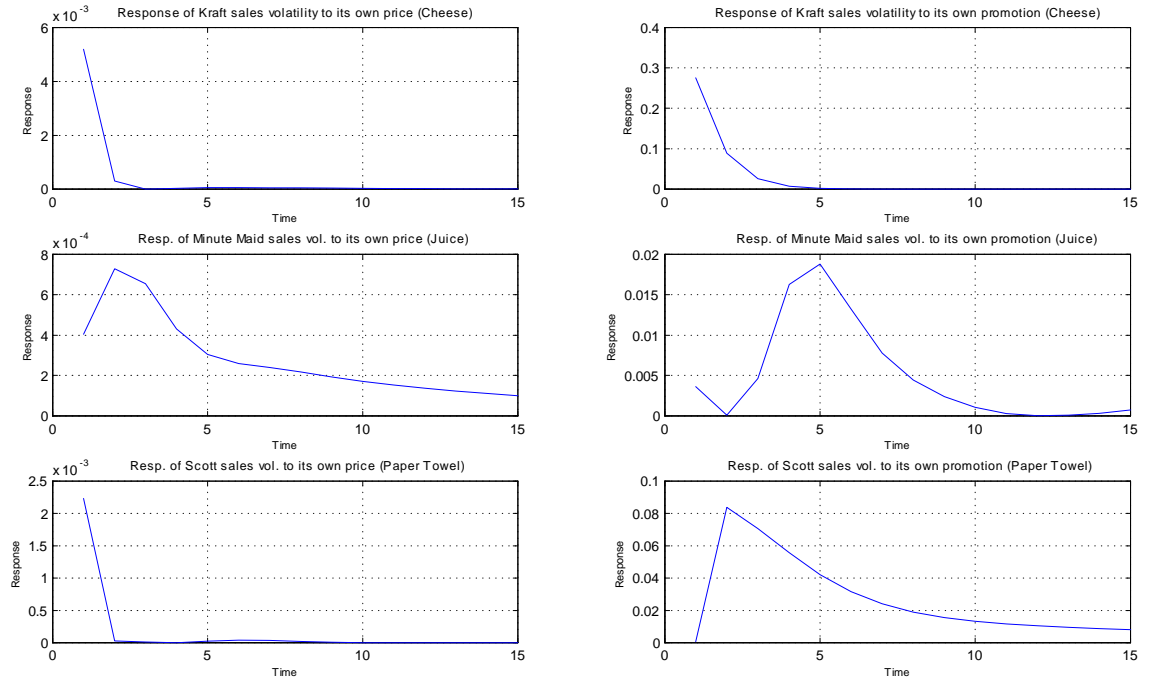 Response of Kraft sales volatility to its own price (Cheese)
x 10^-3
6
4
2
0
Response
0 5 10 15
Time
Response of Kraft sales volatility to its own promotion (Cheese)
0.4
0.3
0.2
0.1
0
Response
0 5 10 15
Time
Resp. of Minute Maid sales vol. to its own price (Juice)
x 10^-4
8
6
4
2
0
Response
0 5 10 15
Time
Resp. of Minute Maid sales vol. to its own promotion (Juice)
0.02
0.015
0.01
0.005
0
Response
0 5 10 15
Time
Resp. of Scott sales vol. to its own price (Paper Towel)
x 10^-3
2.5
2
1.5
1
0.5
0
Response
0 5 10 15
Time
Resp. of Scott sales vol. to its own promotion (Paper Towel)
0.1
0.08
0.06
0.04
0.02
0
Response
0 5 10 15
Time